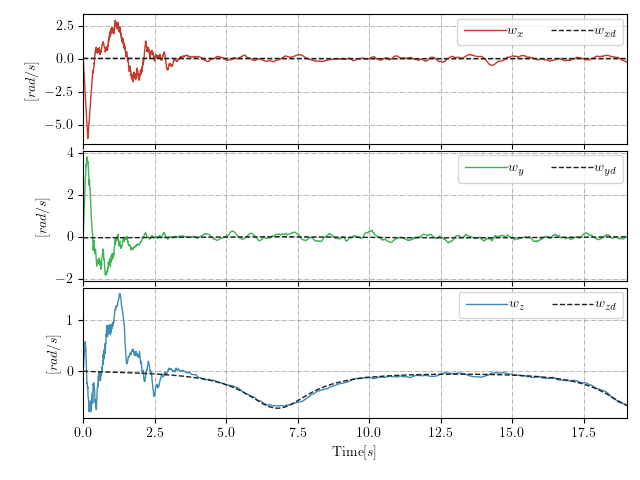 w_x w_xd
2.5
0.0
−2.5
−5.0
[rad/s]
w_y w_yd
4
2
0
−2
[rad/s]
w_z w_zd
1
0
[rad/s]
0.0 2.5 5.0 7.5 10.0 12.5 15.0 17.5
Time[s]